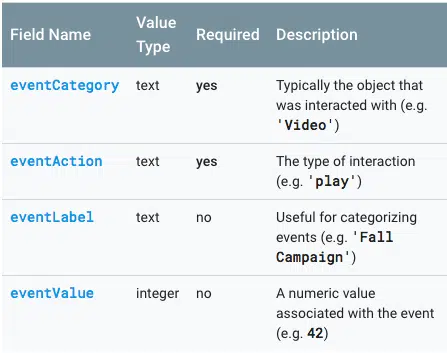 Field Name Value Type Required Description
eventCategory text yes Typically the object that
was interacted with (e.g.
'Video')
eventAction text yes The type of interaction
(e.g. 'play')
eventLabel text no Useful for categorizing
events (e.g. 'Fall
Campaign')
eventValue integer no A numeric value
associated with the event
(e.g. 42)